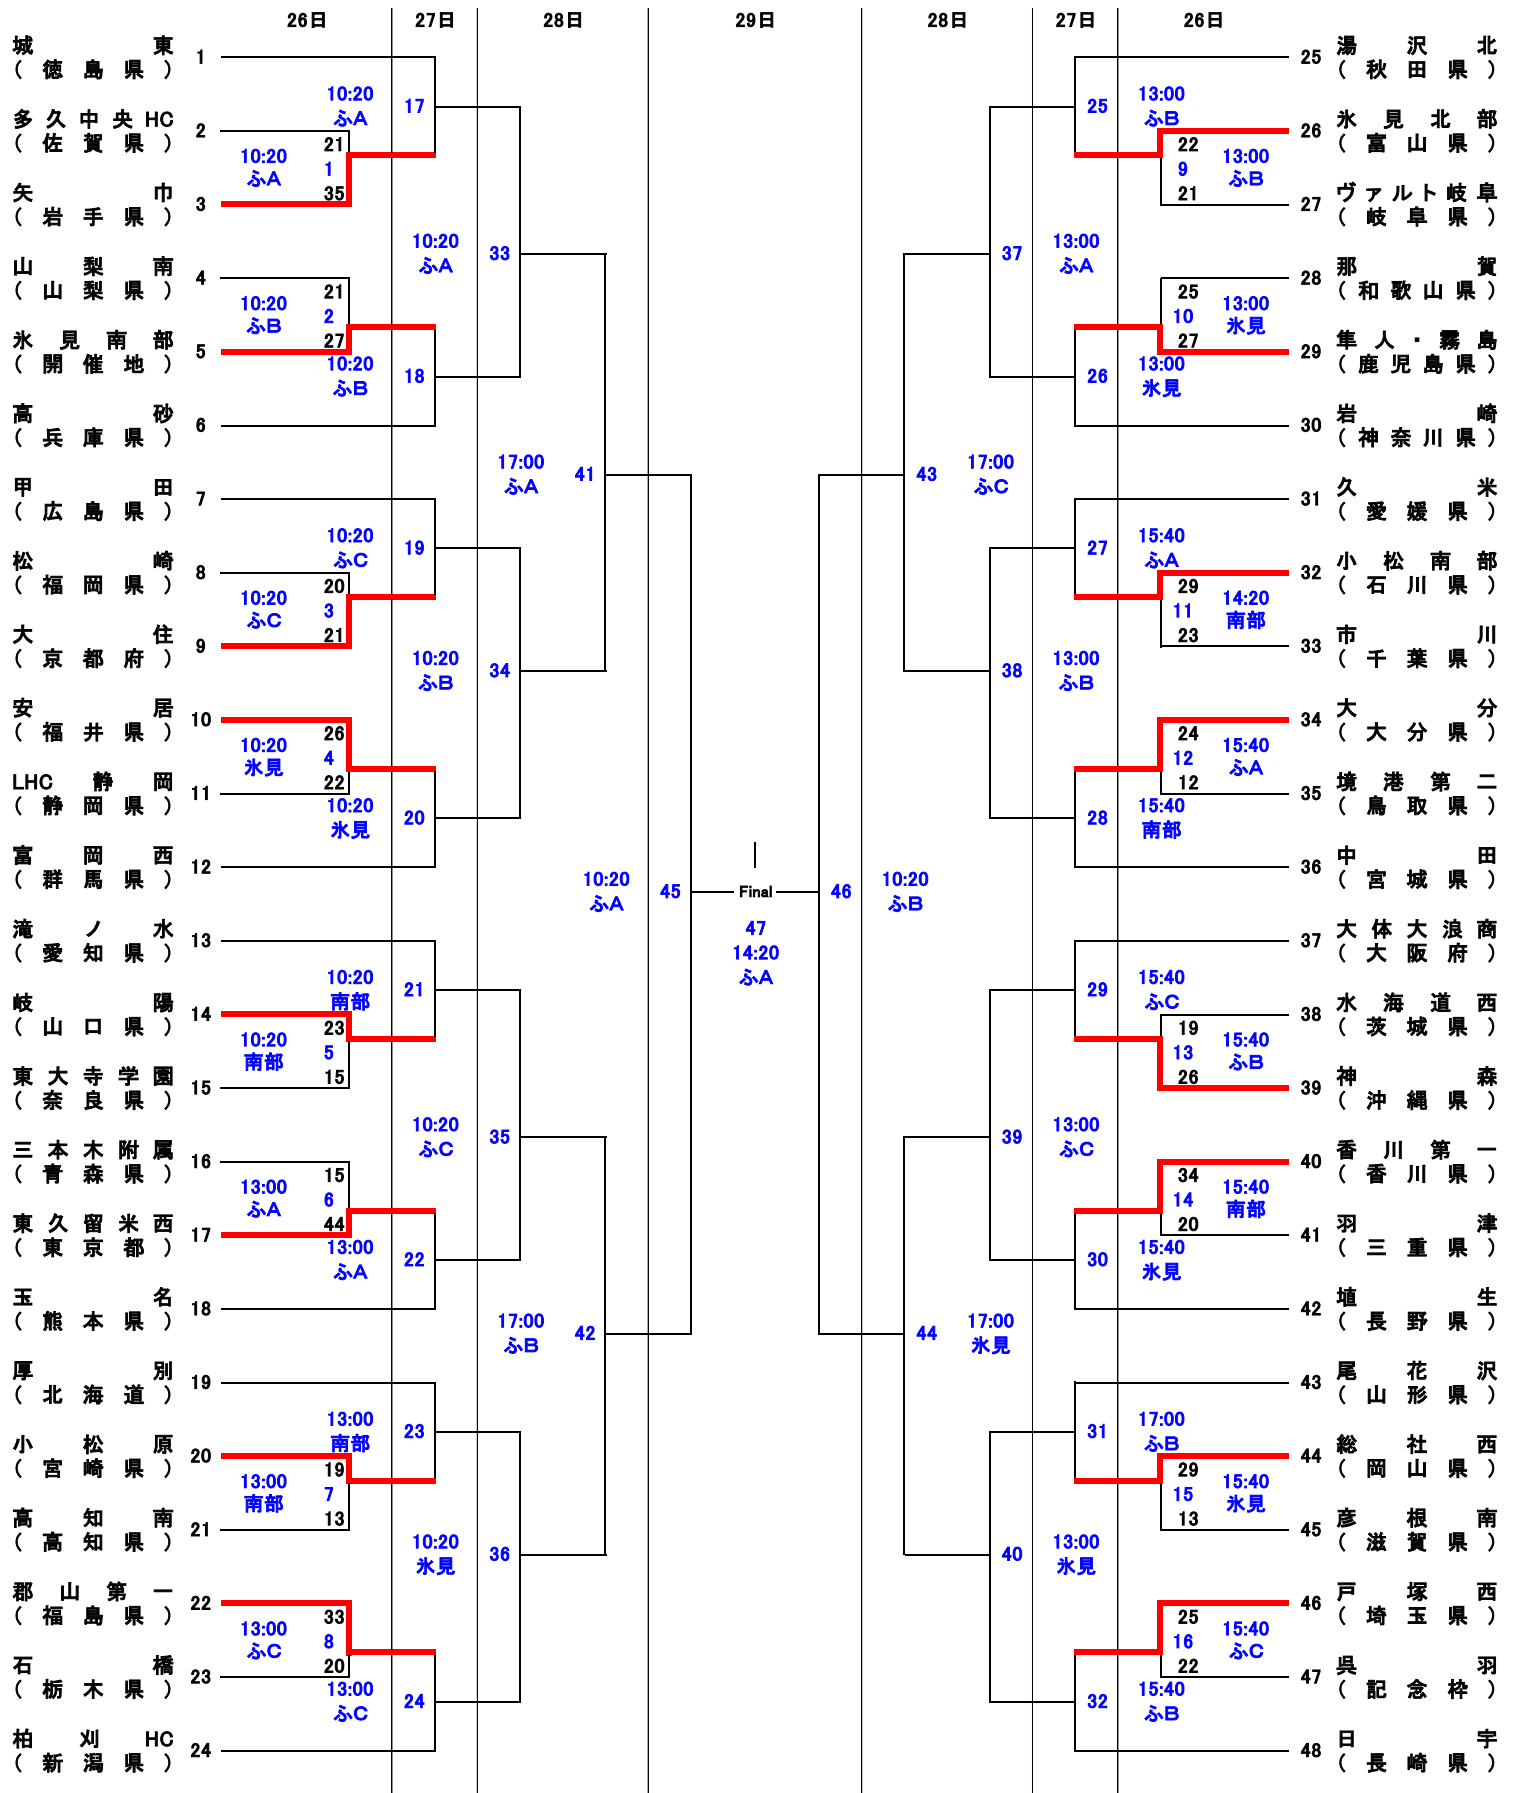 26日 27日 28日 29日 28日 27日 26日
城東 1
(徳島県)
10:20
ふA
17
多久中央HC 2
(佐賀県)
21
10:20
ふA
1
35
矢巾 3
(岩手県)
10:20
ふA
33
山梨南 4
(山梨県)
21
10:20
ふB
2
27
氷見南部 5
(開催地)
10:20
ふB
18
高砂 6
(兵庫県)
17:00
ふA
41
甲田 7
(広島県)
10:20
ふC
19
松崎 8
(福岡県)
20
10:20
ふC
3
21
大住 9
(京都府)
10:20
ふB
34
安居 10
(福井県)
26
10:20
氷見
4
22
LHC静岡 11
(静岡県)
10:20
氷見
20
富岡西 12
(群馬県)
10:20
ふA
45
滝ノ水 13
(愛知県)
10:20
南部
21
岐陽 14
(山口県)
23
10:20
南部
5
15
東大寺学園 15
(奈良県)
10:20
ふC
35
三本木附属 16
(青森県)
15
13:00
ふA
6
44
東久留米西 17
(東京都)
13:00
ふA
22
玉名 18
(熊本県)
17:00
ふB
42
厚別 19
(北海道)
13:00
南部
23
小松原 20
(宮崎県)
19
13:00
南部
7
13
高知南 21
(高知県)
10:20
氷見
36
郡山第一 22
(福島県)
33
13:00
ふC
8
20
石橋 23
(栃木県)
13:00
ふC
24
柏刈HC 24
(新潟県)
Final
47
14:20
ふA
25 湯沢北
(秋田県)
25
13:00
ふB
26 氷見北部
(富山県)
22
9
13:00
ふB
21
27 ヴァルト岐阜
(岐阜県)
37
13:00
ふA
28 那賀
(和歌山県)
25
10
13:00
氷見
27
29 隼人・霧島
(鹿児島県)
26
13:00
氷見
30 岩崎
(神奈川県)
43
17:00
ふC
31 久米
(愛媛県)
27
15:40
ふA
32 小松南部
(石川県)
29
11
14:20
南部
23
33 市川
(千葉県)
38
13:00
ふB
34 大分
(大分県)
24
12
15:40
ふA
12
35 境港第二
(鳥取県)
28
15:40
南部
36 中田
(宮城県)
46
10:20
ふB
37 大体大浪商
(大阪府)
29
15:40
ふC
38 水海道西
(茨城県)
19
13
15:40
ふB
26
39 神森
(沖縄県)
39
13:00
ふC
40 香川第一
(香川県)
34
14
15:40
南部
20
41 羽津
(三重県)
30
15:40
氷見
42 埴生
(長野県)
44
17:00
氷見
43 尾花沢
(山形県)
31
17:00
ふB
44 総社西
(岡山県)
29
15
15:40
氷見
13
45 彦根南
(滋賀県)
40
13:00
氷見
46 戸塚西
(埼玉県)
25
16
15:40
ふC
22
47 呉羽
(記念枠)
32
15:40
ふB
48 日宇
(長崎県)